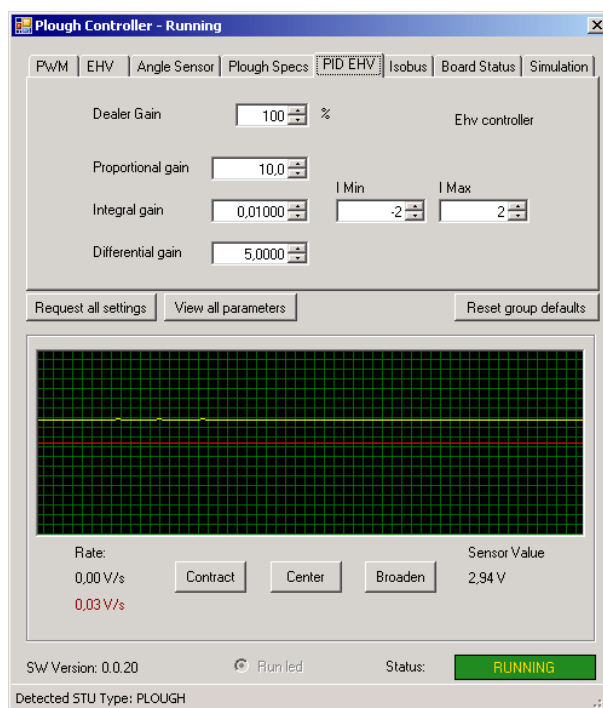 Plough Controller - Running
PWM EHV Angle Sensor Plough Specs PID EHV Isobus Board Status Simulation
Dealer Gain 100 % Ehv controller
Proportional gain 10,0
I Min I Max
Integral gain 0,01000 -2 2
Differential gain 5,0000
Request all settings View all parameters Reset group defaults
Rate: Sensor Value
0,00 V/s Contract Center Broaden 2,94 V
0,03 V/s
SW Version: 0.0.20 Run led Status: RUNNING
Detected STU Type: PLOUGH